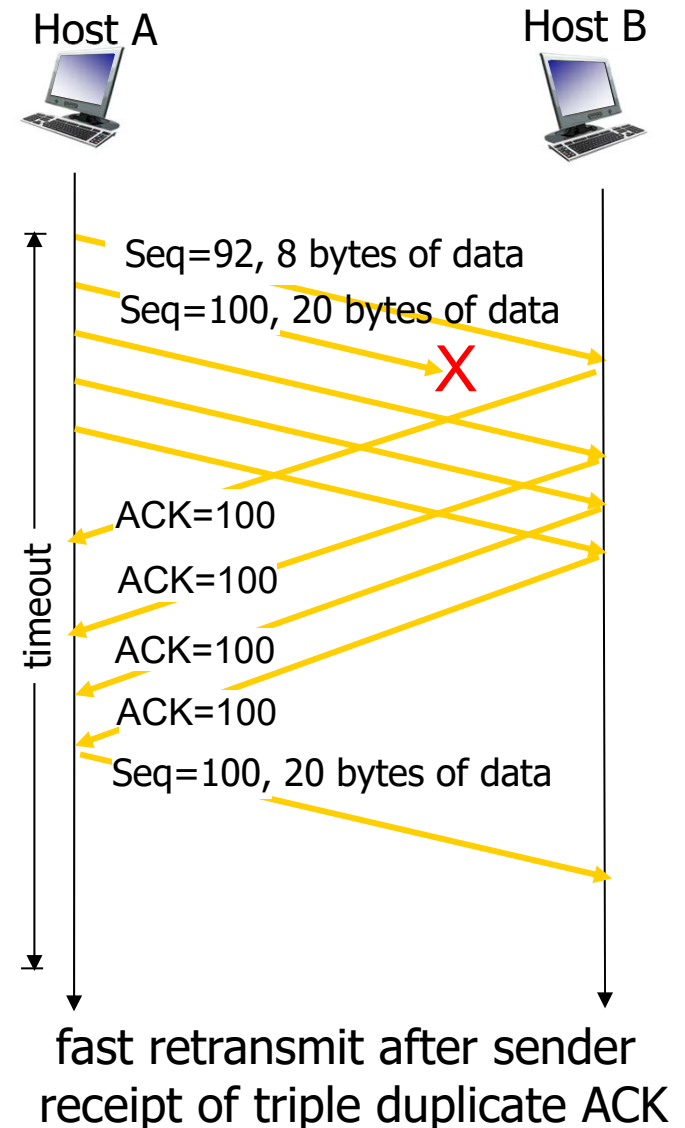 Host A
Host B
Seq=92, 8 bytes of data
Seq=100, 20 bytes of data
X
ACK=100
timeout
ACK=100
ACK=100
ACK=100
Seq=100, 20 bytes of data
fast retransmit after sender
receipt of triple duplicate ACK